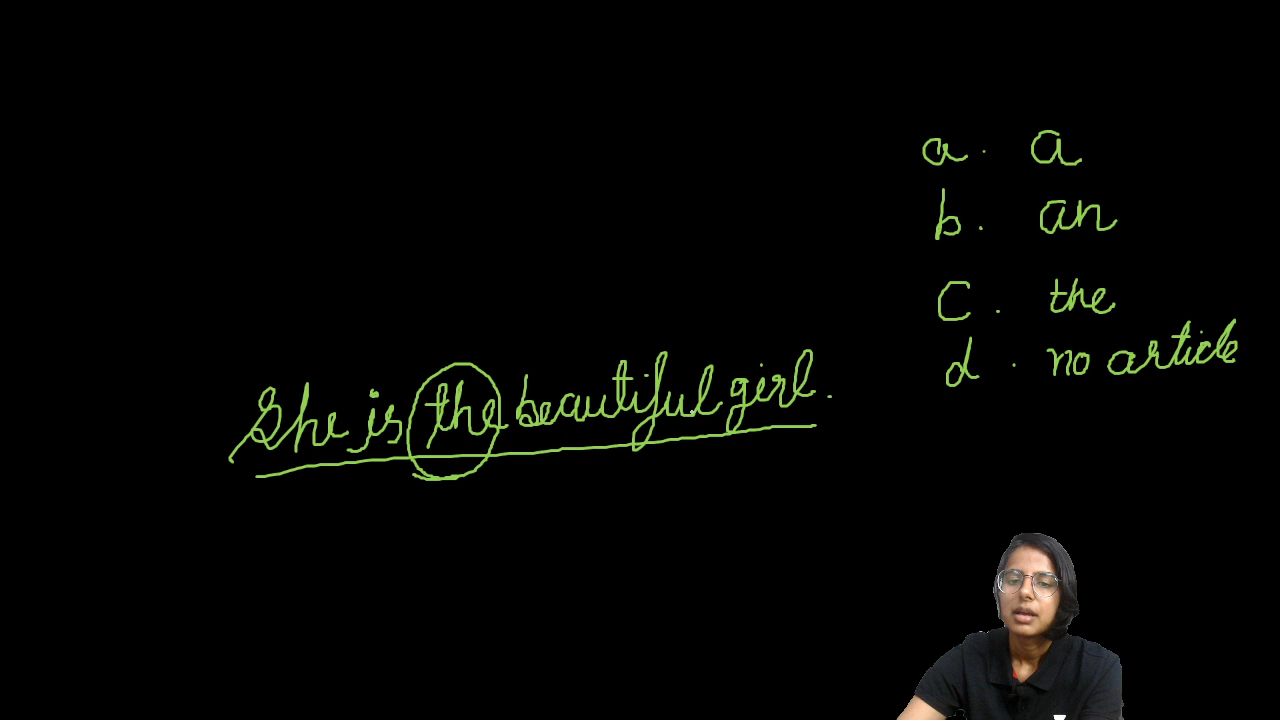 a. a
b. an
C. the
d. no article
She is the beautiful girl.